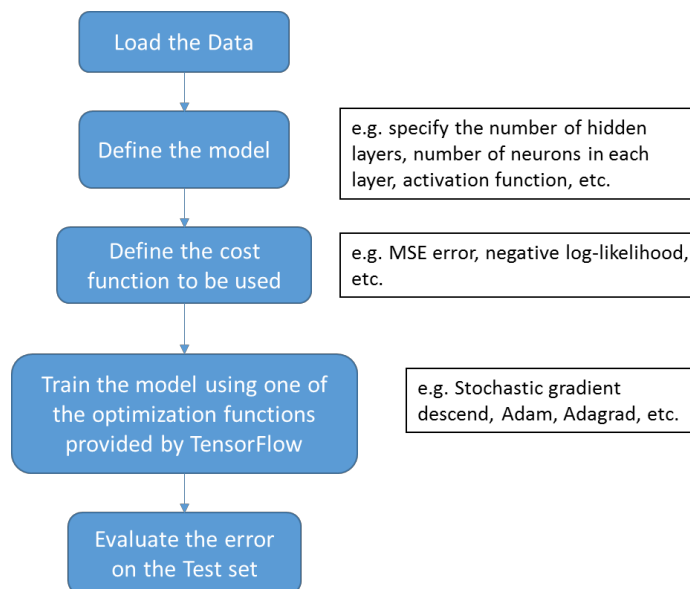 Load the Data
Define the model
e.g. specify the number of hidden
layers, number of neurons in each
layer, activation function, etc.
Define the cost
function to be used
e.g. MSE error, negative log-likelihood,
etc.
Train the model using one of
the optimization functions
provided by TensorFlow
e.g. Stochastic gradient
descend, Adam, Adagrad, etc.
Evaluate the error
on the Test set